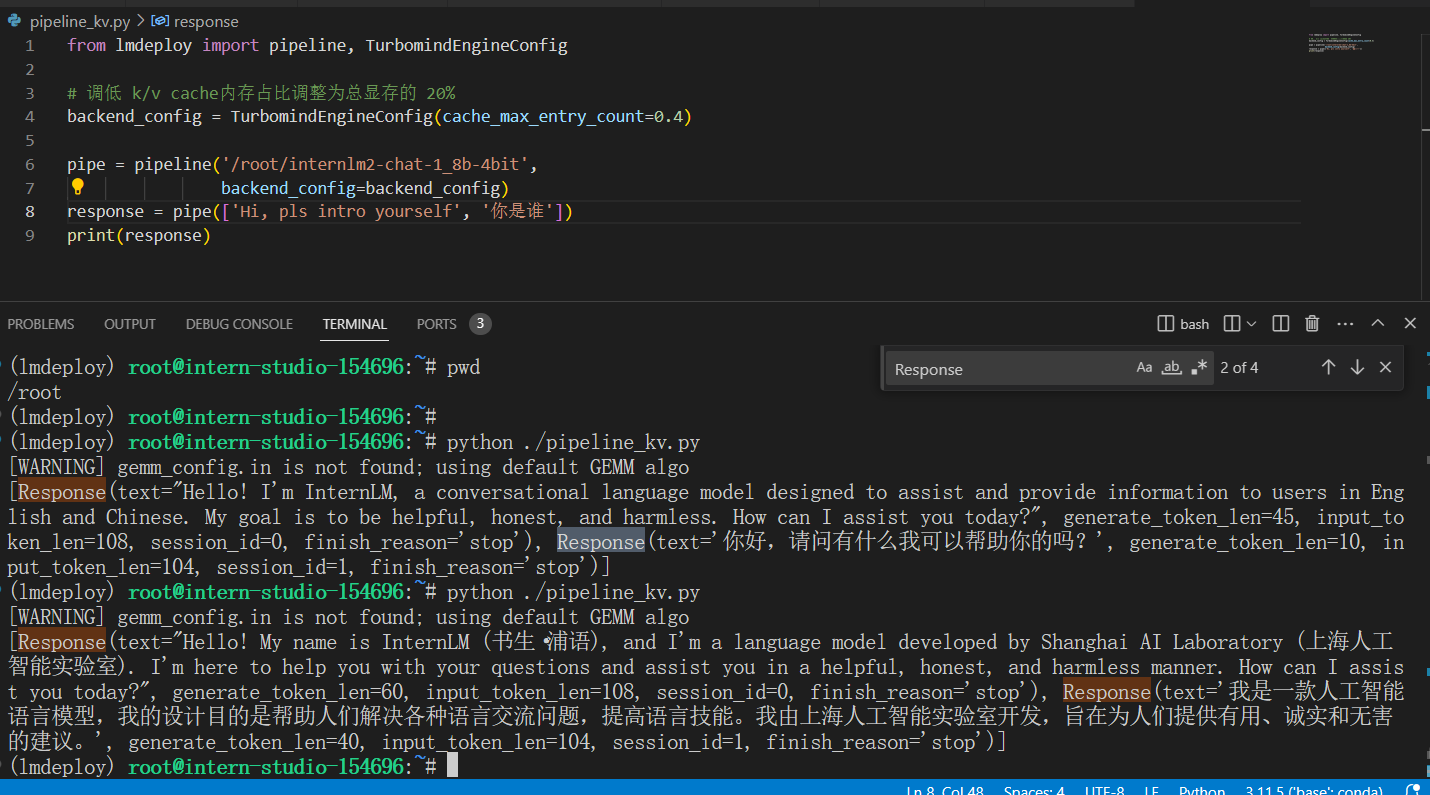 pipeline_kv.py > response
1 from lmdeploy import pipeline, TurbomindEngineConfig
2
3 # 调低 k/v cache内存占比调整为总显存的 20%
4 backend_config = TurbomindEngineConfig(cache_max_entry_count=0.4)
5
6 pipe = pipeline('/root/internlm2-chat-1_8b-4bit',
7 backend_config=backend_config)
8 response = pipe(['Hi, pls intro yourself', '你是谁'])
9 print(response)
PROBLEMS OUTPUT DEBUG CONSOLE TERMINAL PORTS 3 bash
Response Aa ab .* 2 of 4
(lmdeploy) root@intern-studio-154696:~# pwd
/root
(lmdeploy) root@intern-studio-154696:~#
(lmdeploy) root@intern-studio-154696:~# python ./pipeline_kv.py
[WARNING] gemm_config.in is not found; using default GEMM algo
[Response(text="Hello! I'm InternLM, a conversational language model designed to assist and provide information to users in Eng
lish and Chinese. My goal is to be helpful, honest, and harmless. How can I assist you today?", generate_token_len=45, input_to
ken_len=108, session_id=0, finish_reason='stop'), Response(text='你好，请问有什么我可以帮助你的吗？', generate_token_len=10, in
put_token_len=104, session_id=1, finish_reason='stop')]
(lmdeploy) root@intern-studio-154696:~# python ./pipeline_kv.py
[WARNING] gemm_config.in is not found; using default GEMM algo
[Response(text="Hello! My name is InternLM (书生·浦语), and I'm a language model developed by Shanghai AI Laboratory (上海人工
智能实验室). I'm here to help you with your questions and assist you in a helpful, honest, and harmless manner. How can I assis
t you today?", generate_token_len=60, input_token_len=108, session_id=0, finish_reason='stop'), Response(text='我是一款人工智能
语言模型，我的设计目的是帮助人们解决各种语言交流问题，提高语言技能。我由上海人工智能实验室开发，旨在为人们提供有用、诚实和无害
的建议。', generate_token_len=40, input_token_len=104, session_id=1, finish_reason='stop')]
(lmdeploy) root@intern-studio-154696:~#
Ln 8, Col 48 Spaces: 4 UTF-8 LF Python 3.11.5 ('base': conda)